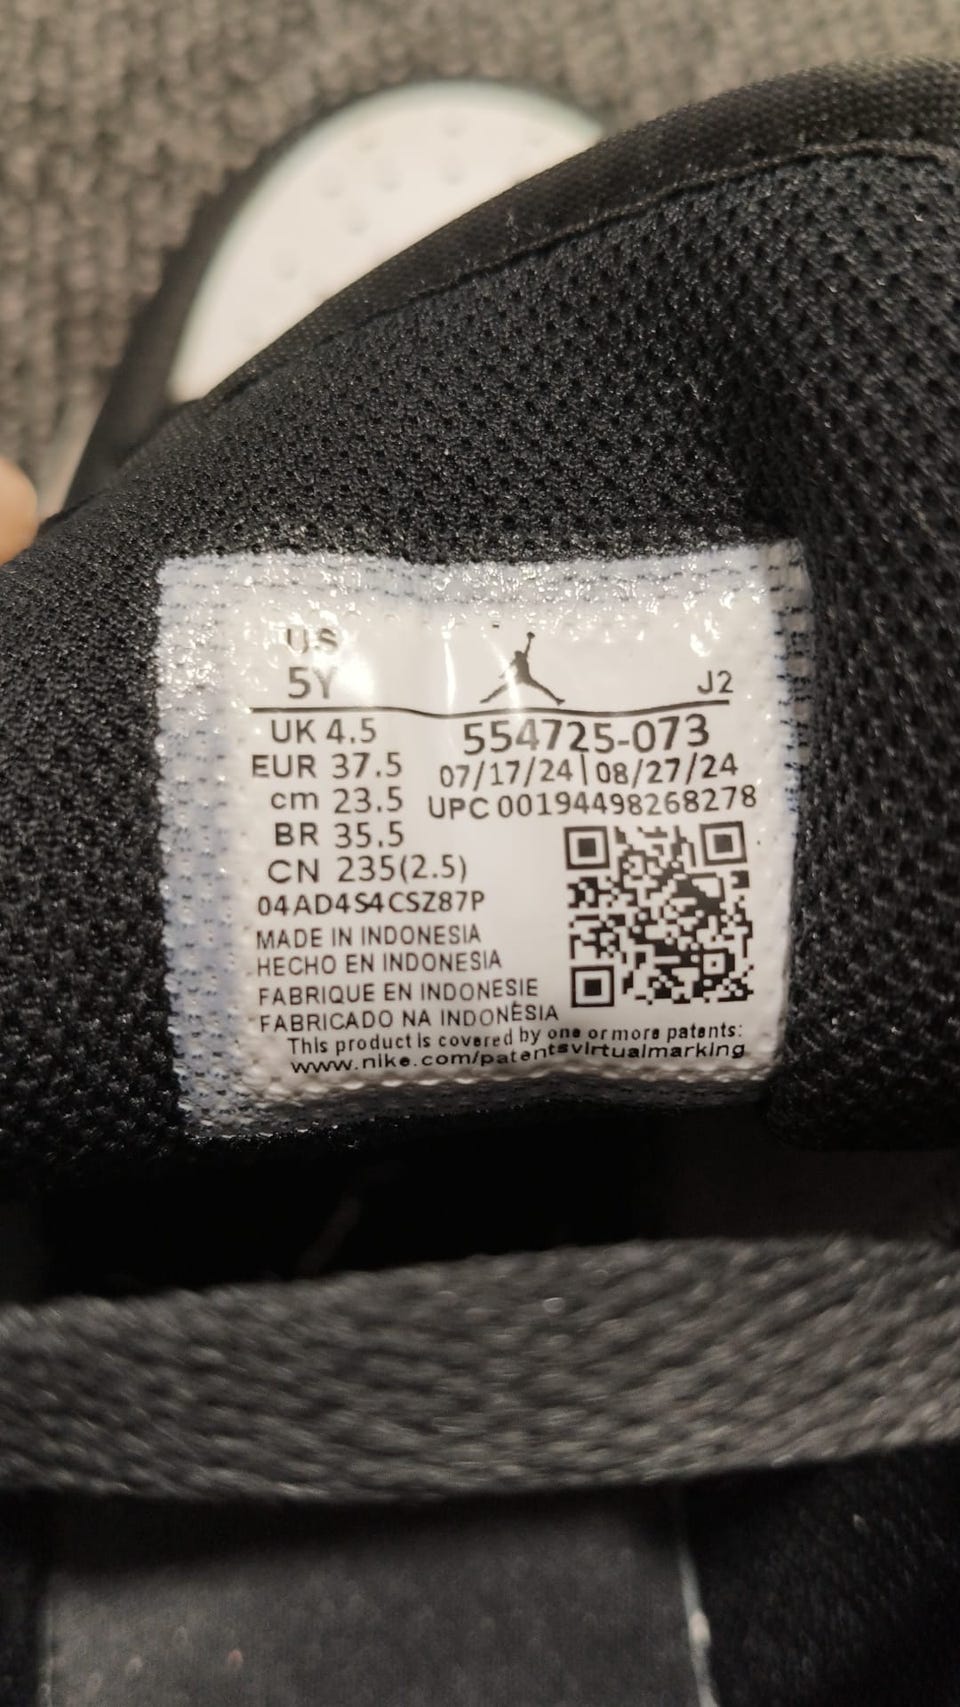 US
5Y
J2
UK 4.5
EUR 37.5
cm 23.5
BR 35.5
CN 235(2.5)
554725-073
07/17/24|08/27/24
UPC 00194498268278
04AD4S4CSZ87P
MADE IN INDONESIA
HECHO EN INDONESIA
FABRIQUE EN INDONESIE
FABRICADO NA INDONÉSIA
This product is covered by one or more patents:
www.nike.com/patentsvirtualmarking